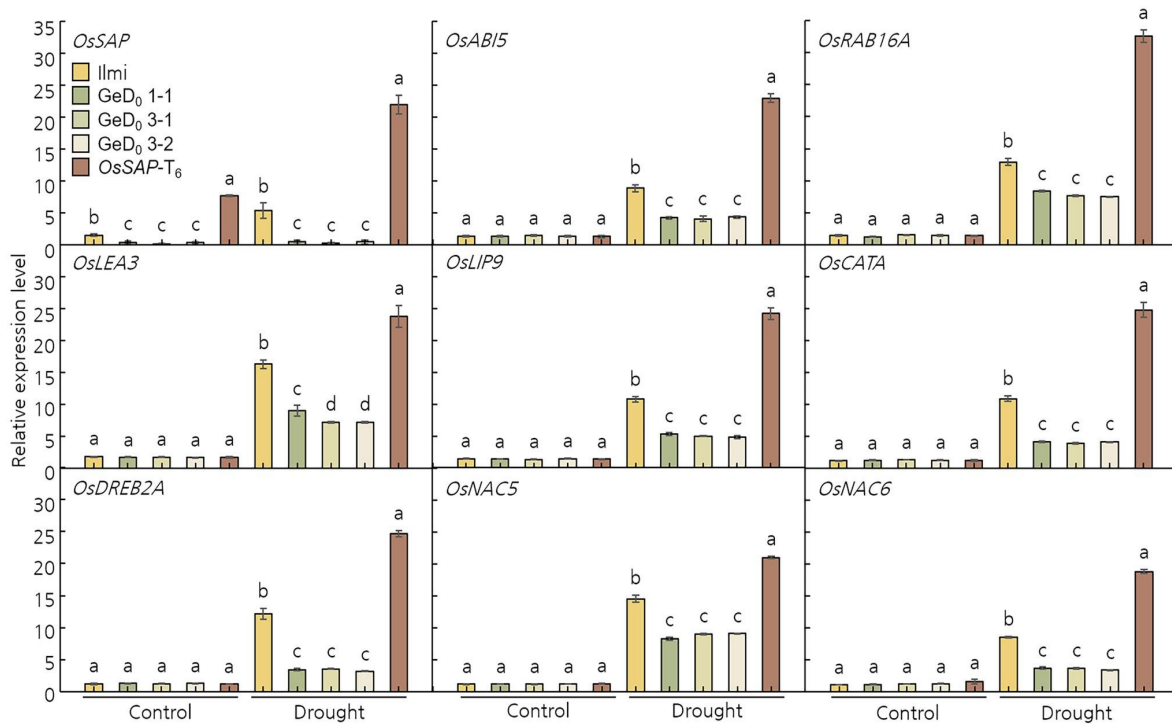 Relative expression level
OsSAP
Ilmi
GeD₀ 1-1
GeD₀ 3-1
GeD₀ 3-2
OsSAP-T₆
35
30
25
20
15
10
5
0
b c c c a b c c c a
OsABI5
a a a a a b c c c a
OsRAB16A
a a a a a b c c c a
OsLEA3
30
25
20
15
10
5
0
a a a a a b c d d a
OsLIP9
a a a a a b c c c a
OsCATA
a a a a a b c c c a
OsDREB2A
30
25
20
15
10
5
0
a a a a a b c c c a
OsNAC5
a a a a a b c c c a
OsNAC6
a a a a a b c c c a
Control Drought Control Drought Control Drought